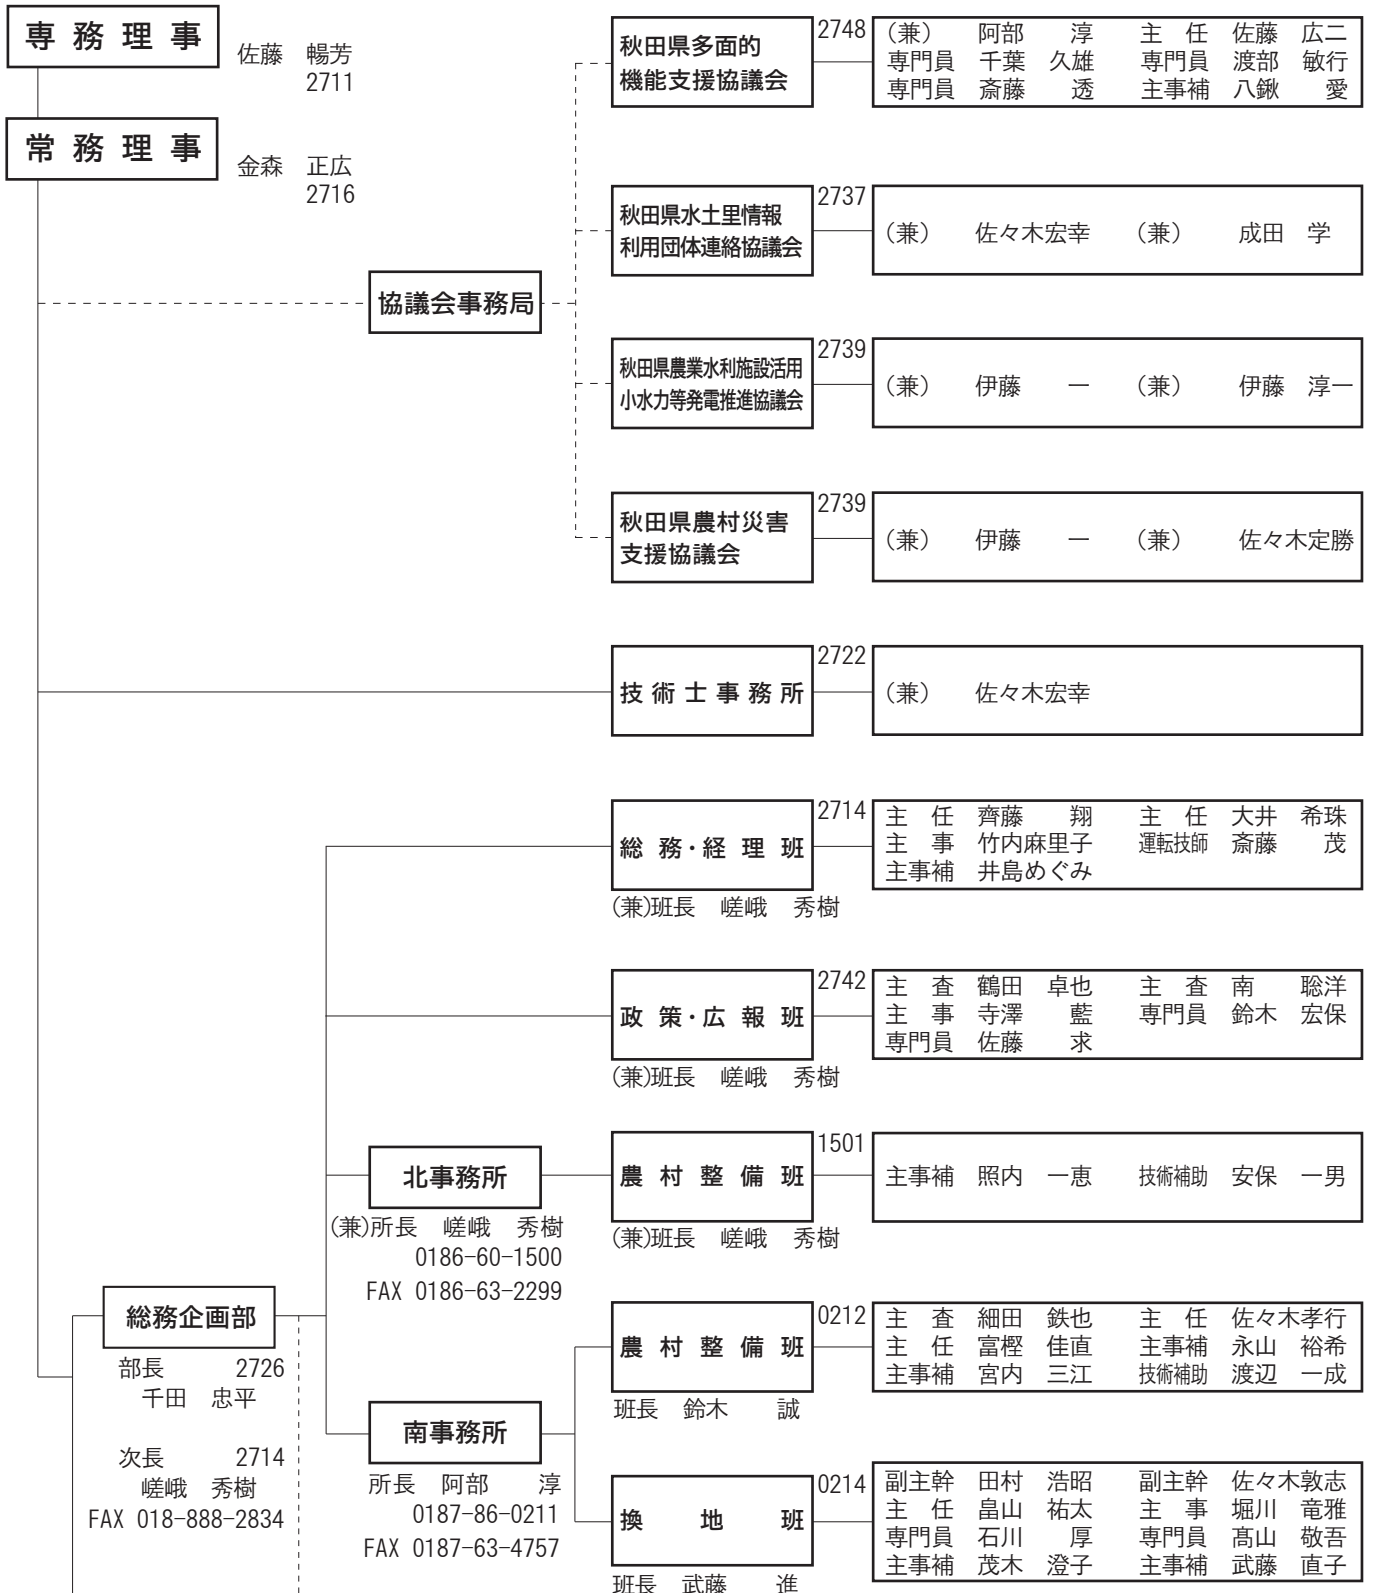 専務理事
佐藤　暢芳
2711
常務理事
金森　正広
2716
協議会事務局
秋田県多面的
機能支援協議会
2748
（兼）　阿部　　淳　　主　任　佐藤　広二
専門員　千葉　久雄　　専門員　渡部　敏行
専門員　斎藤　　透　　主事補　八鍬　　愛
秋田県水土里情報
利用団体連絡協議会
2737
（兼）　佐々木宏幸　（兼）　成田　学
秋田県農業水利施設活用
小水力等発電推進協議会
2739
（兼）　伊藤　　一　（兼）　伊藤　淳一
秋田県農村災害
支援協議会
2739
（兼）　伊藤　　一　（兼）　佐々木定勝
技術士事務所
2722
（兼）　佐々木宏幸
総務・経理班
2714
主　任　齊藤　　翔　　主　任　大井　希珠
主　事　竹内麻里子　　運転技師　斎藤　　茂
主事補　井島めぐみ
(兼)班長　嵯峨　秀樹
政策・広報班
2742
主　査　鶴田　卓也　　主　査　南　　聡洋
主　事　寺澤　　藍　　専門員　鈴木　宏保
専門員　佐藤　　求
(兼)班長　嵯峨　秀樹
北事務所
(兼)所長　嵯峨　秀樹
0186-60-1500
FAX 0186-63-2299
農村整備班
1501
主事補　照内　一恵　　技術補助　安保　一男
(兼)班長　嵯峨　秀樹
総務企画部
部長　2726
千田　忠平
次長　2714
嵯峨　秀樹
FAX 018-888-2834
南事務所
所長　阿部　　淳
0187-86-0211
FAX 0187-63-4757
農村整備班
0212
主　査　細田　鉄也　　主　任　佐々木孝行
主　任　富樫　佳直　　主事補　永山　裕希
主事補　宮内　三江　　技術補助　渡辺　一成
班長　鈴木　　誠
換地班
0214
副主幹　田村　浩昭　　副主幹　佐々木敦志
主　任　畠山　祐太　　主　事　堀川　竜雅
専門員　石川　　厚　　専門員　髙山　敬吾
主事補　茂木　澄子　　主事補　武藤　直子
班長　武藤　　進